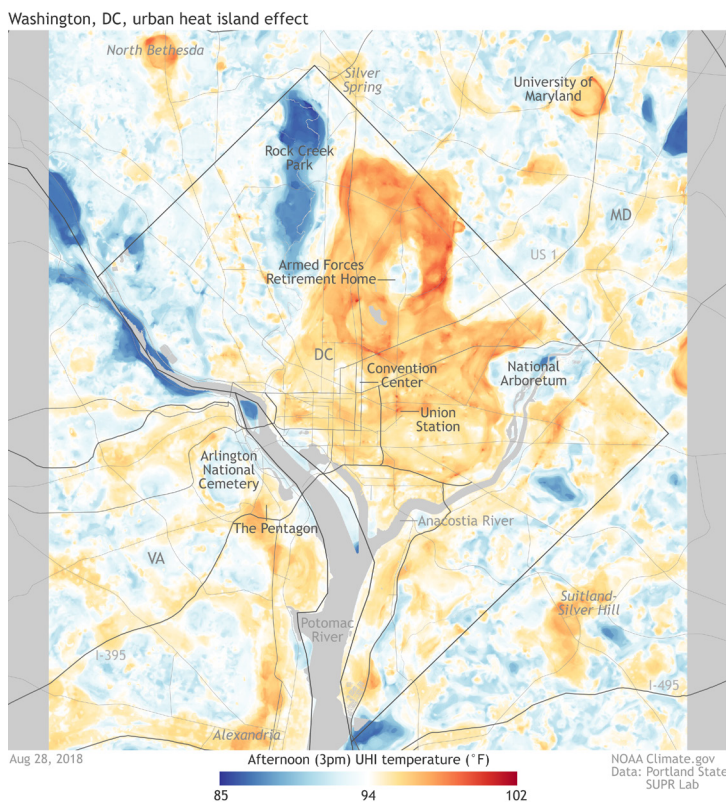 Washington, DC, urban heat island effect
North Bethesda
Silver
Spring
University of
Maryland
Rock Creek
Park
MD
US 1
Armed Forces
Retirement Home
DC
Convention
Center
National
Arboretum
Union
Station
Arlington
National
Cemetery
The Pentagon
Anacostia River
VA
Suitland-
Silver Hill
Potomac
River
I-395
I-495
Alexandria
Aug 28, 2018
Afternoon (3pm) UHI temperature (°F)
85
94
102
NOAA Climate.gov
Data: Portland State
SUPR Lab